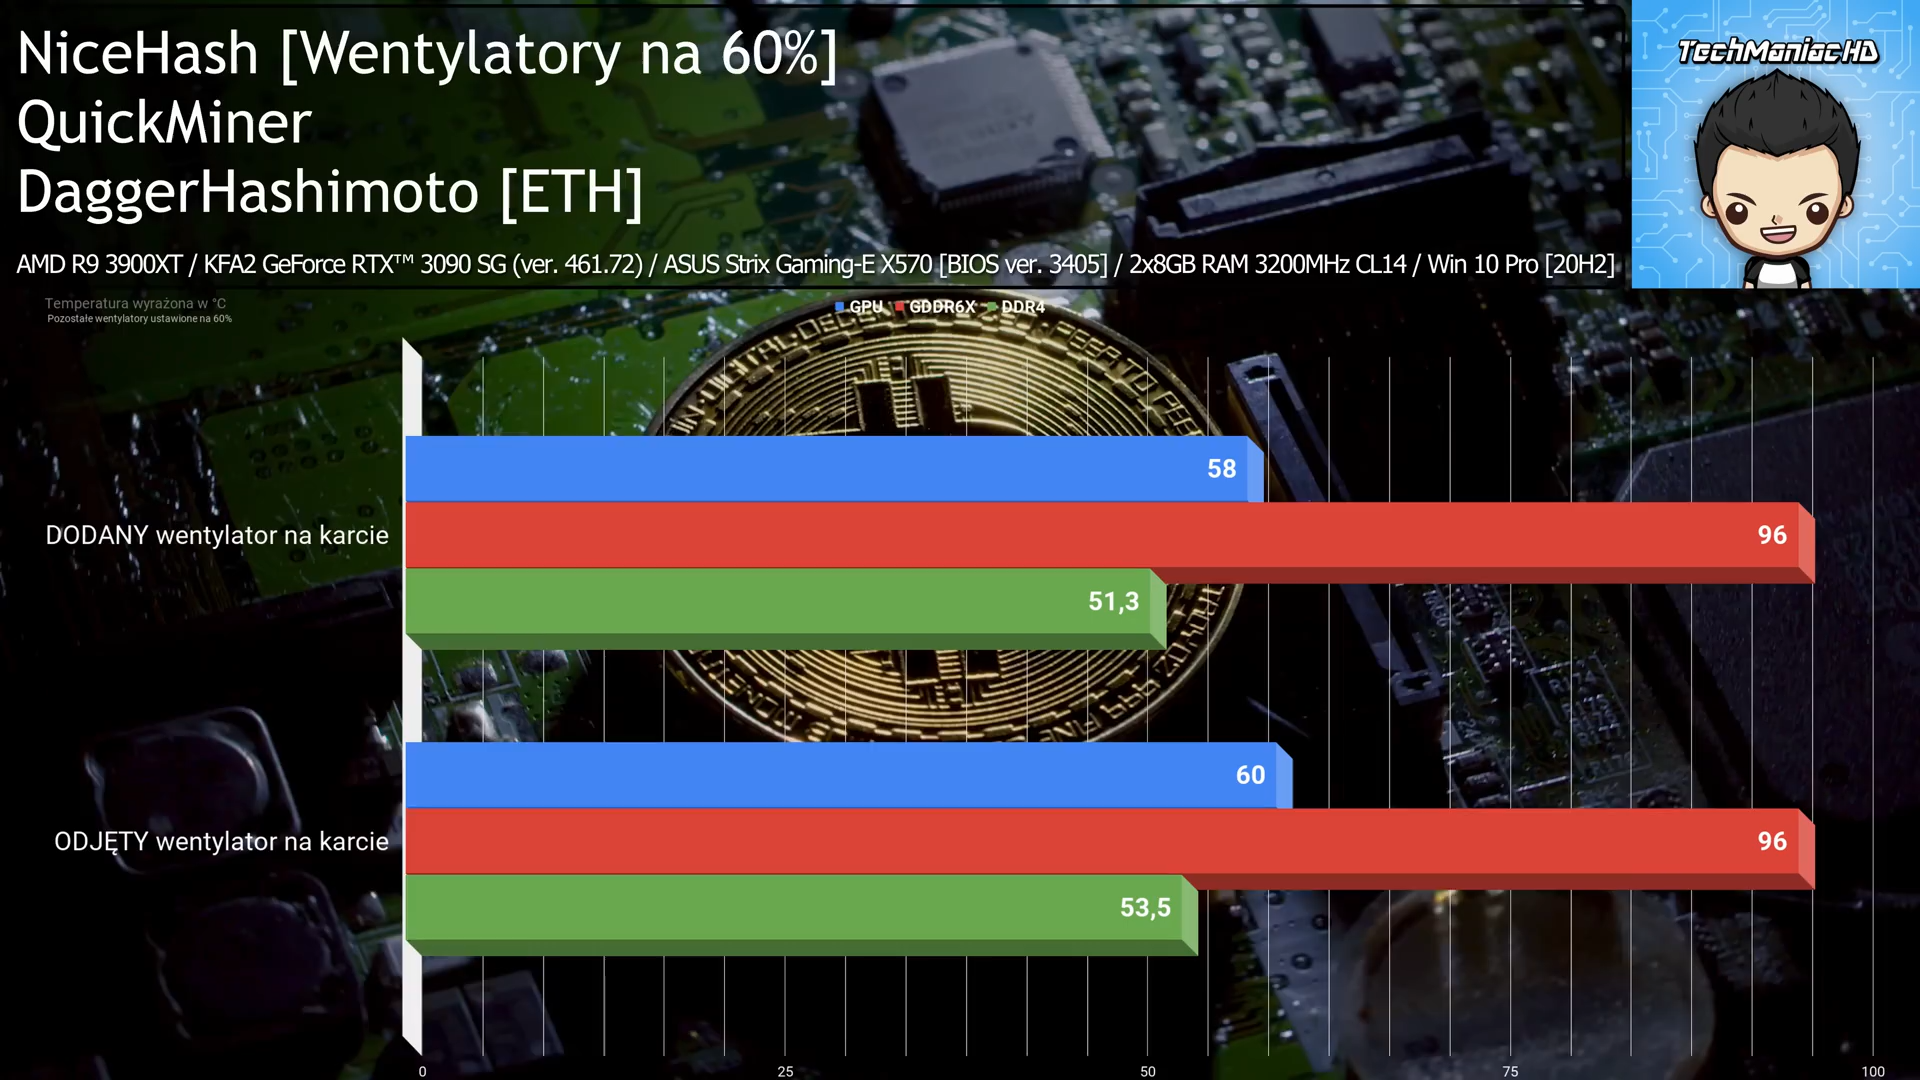 NiceHash [Wentylatory na 60%]
QuickMiner
DaggerHashimoto [ETH]
AMD R9 3900XT / KFA2 GeForce RTX™ 3090 SG (ver. 461.72) / ASUS Strix Gaming-E X570 [BIOS ver. 3405] / 2x8GB RAM 3200MHz CL14 / Win 10 Pro [20H2]
TechManiacHD
Temperatura wyrażona w °C
Pozostałe wentylatory ustawione na 60%
GPU GDDR6X DDR4
DODANY wentylator na karcie
58
96
51,3
ODJĘTY wentylator na karcie
60
96
53,5
0 25 50 75 100